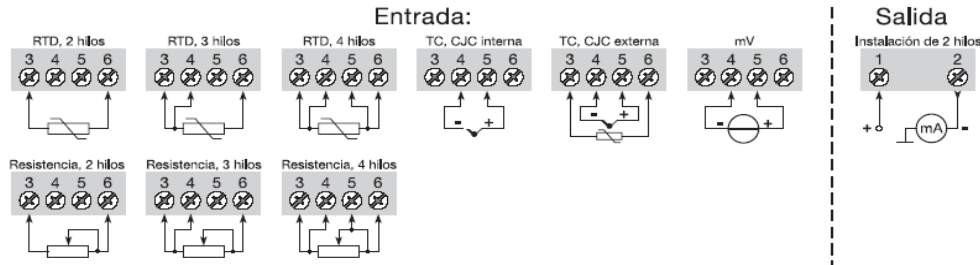 Entrada:
Salida
RTD, 2 hilos
3 4 5 6
RTD, 3 hilos
3 4 5 6
RTD, 4 hilos
3 4 5 6
TC, CJC interna
3 4 5 6
- +
TC, CJC externa
3 4 5 6
- +
mV
3 4 5 6
- +
Instalación de 2 hilos
1 2
+ mA -
Resistencia, 2 hilos
3 4 5 6
Resistencia, 3 hilos
3 4 5 6
Resistencia, 4 hilos
3 4 5 6